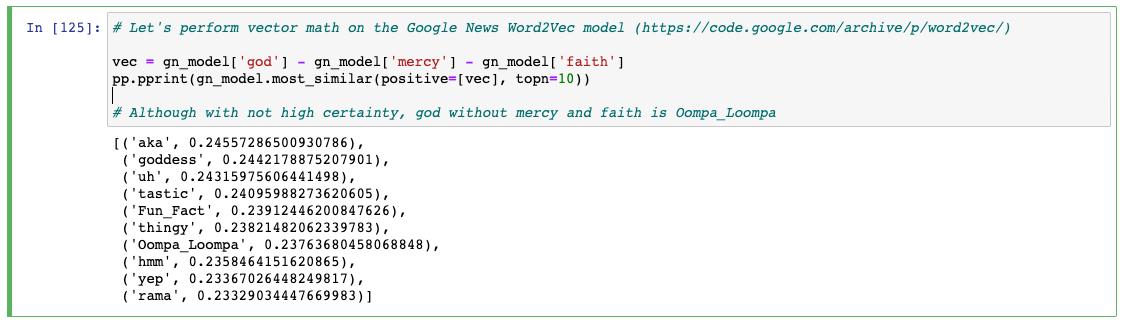 In [125]: # Let's perform vector math on the Google News Word2Vec model (https://code.google.com/archive/p/word2vec/)
vec = gn_model['god'] - gn_model['mercy'] - gn_model['faith']
pp.pprint(gn_model.most_similar(positive=[vec], topn=10))
# Although with not high certainty, god without mercy and faith is Oompa_Loompa
[('aka', 0.24557286500930786),
('goddess', 0.2442178875207901),
('uh', 0.24315975606441498),
('tastic', 0.24095988273620605),
('Fun_Fact', 0.23912446200847626),
('thingy', 0.23821482062339783),
('Oompa_Loompa', 0.23763680458068848),
('hmm', 0.2358464151620865),
('yep', 0.23367026448249817),
('rama', 0.23329034447669983)]